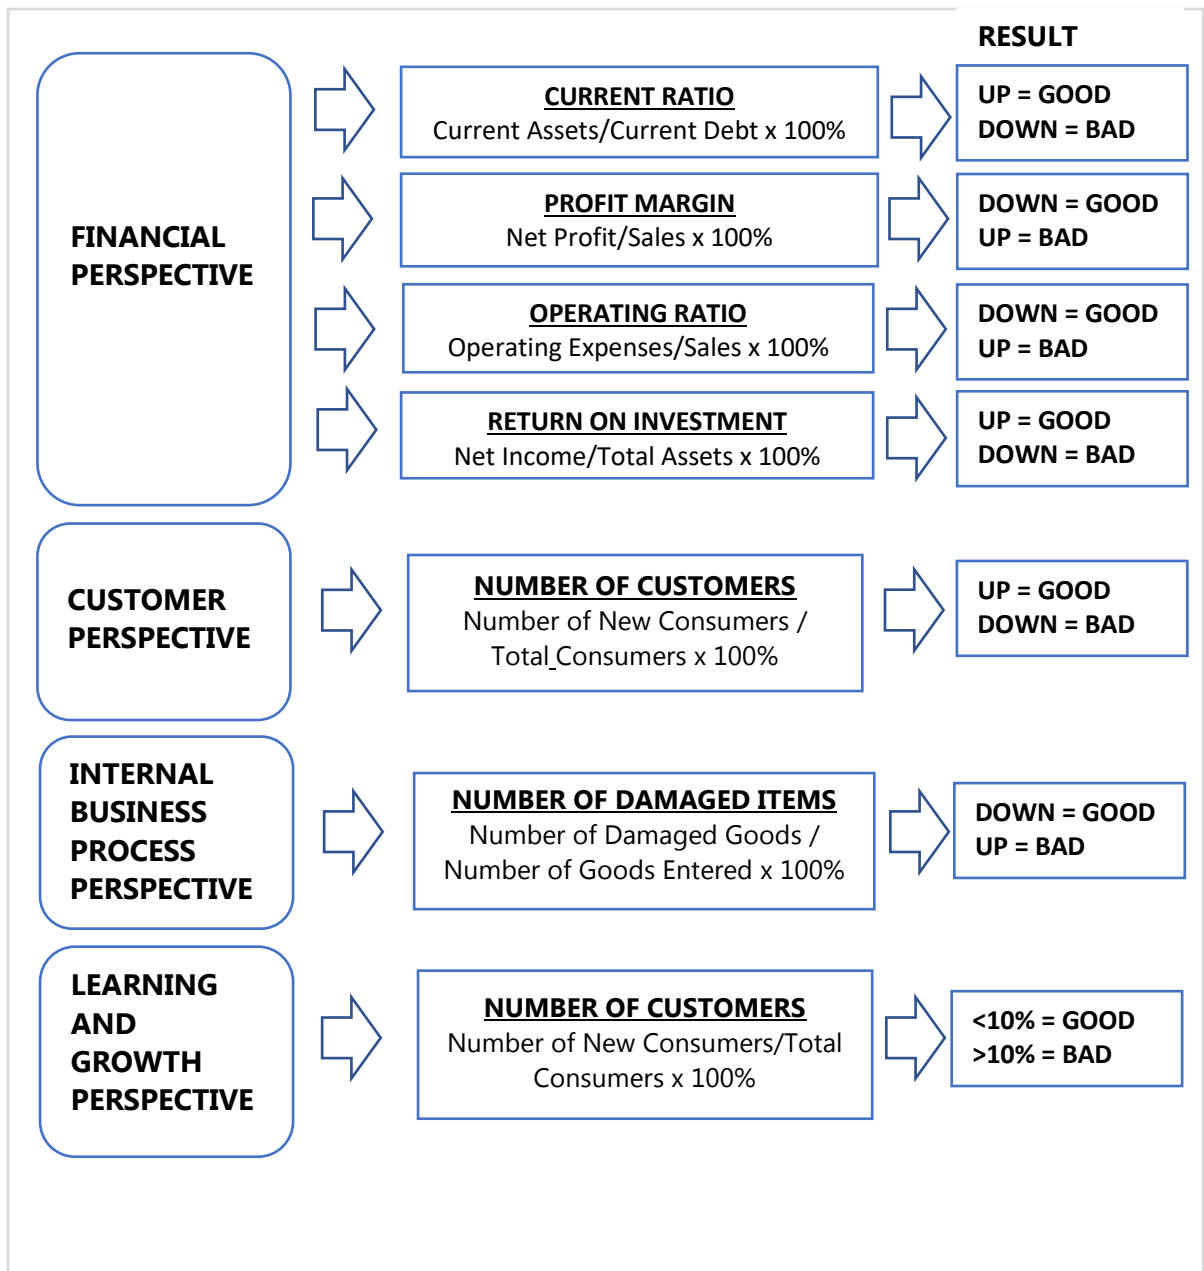 RESULT
FINANCIAL
PERSPECTIVE
CURRENT RATIO
Current Assets/Current Debt x 100%
UP = GOOD
DOWN = BAD
PROFIT MARGIN
Net Profit/Sales x 100%
DOWN = GOOD
UP = BAD
OPERATING RATIO
Operating Expenses/Sales x 100%
DOWN = GOOD
UP = BAD
RETURN ON INVESTMENT
Net Income/Total Assets x 100%
UP = GOOD
DOWN = BAD
CUSTOMER
PERSPECTIVE
NUMBER OF CUSTOMERS
Number of New Consumers /
Total Consumers x 100%
UP = GOOD
DOWN = BAD
INTERNAL
BUSINESS
PROCESS
PERSPECTIVE
NUMBER OF DAMAGED ITEMS
Number of Damaged Goods /
Number of Goods Entered x 100%
DOWN = GOOD
UP = BAD
LEARNING
AND
GROWTH
PERSPECTIVE
NUMBER OF CUSTOMERS
Number of New Consumers/Total
Consumers x 100%
<10% = GOOD
>10% = BAD